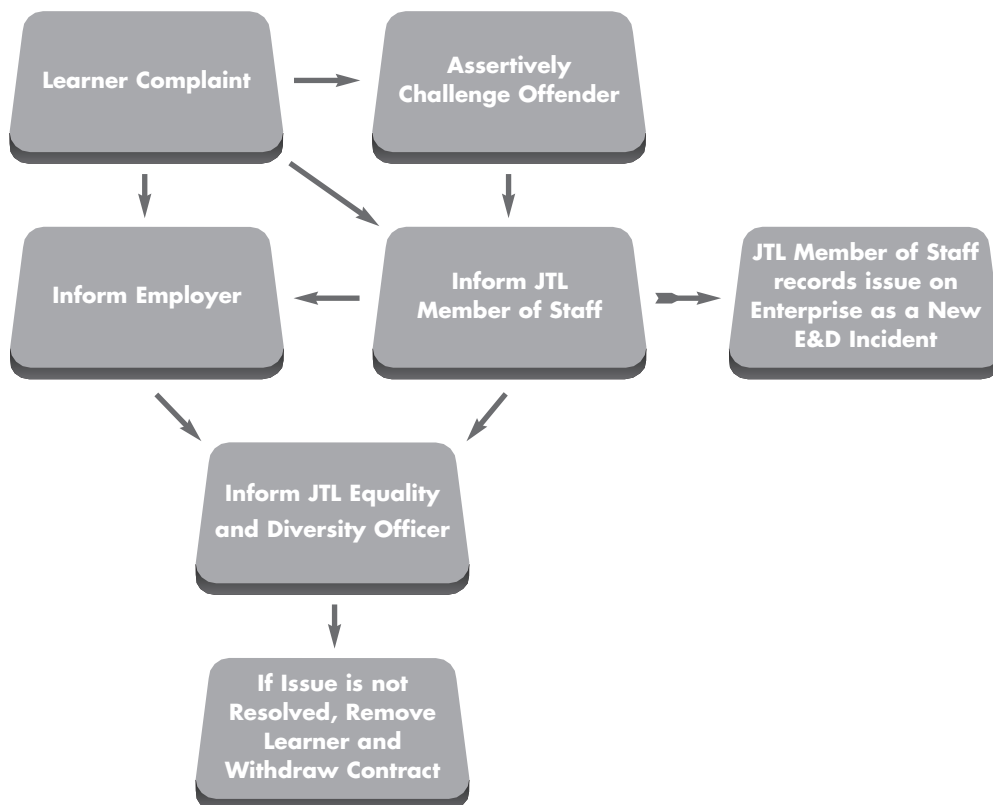 Learner Complaint
Assertively
Challenge Offender
Inform Employer
Inform JTL
Member of Staff
JTL Member of Staff
records issue on
Enterprise as a New
E&D Incident
Inform JTL Equality
and Diversity Officer
If Issue is not
Resolved, Remove
Learner and
Withdraw Contract